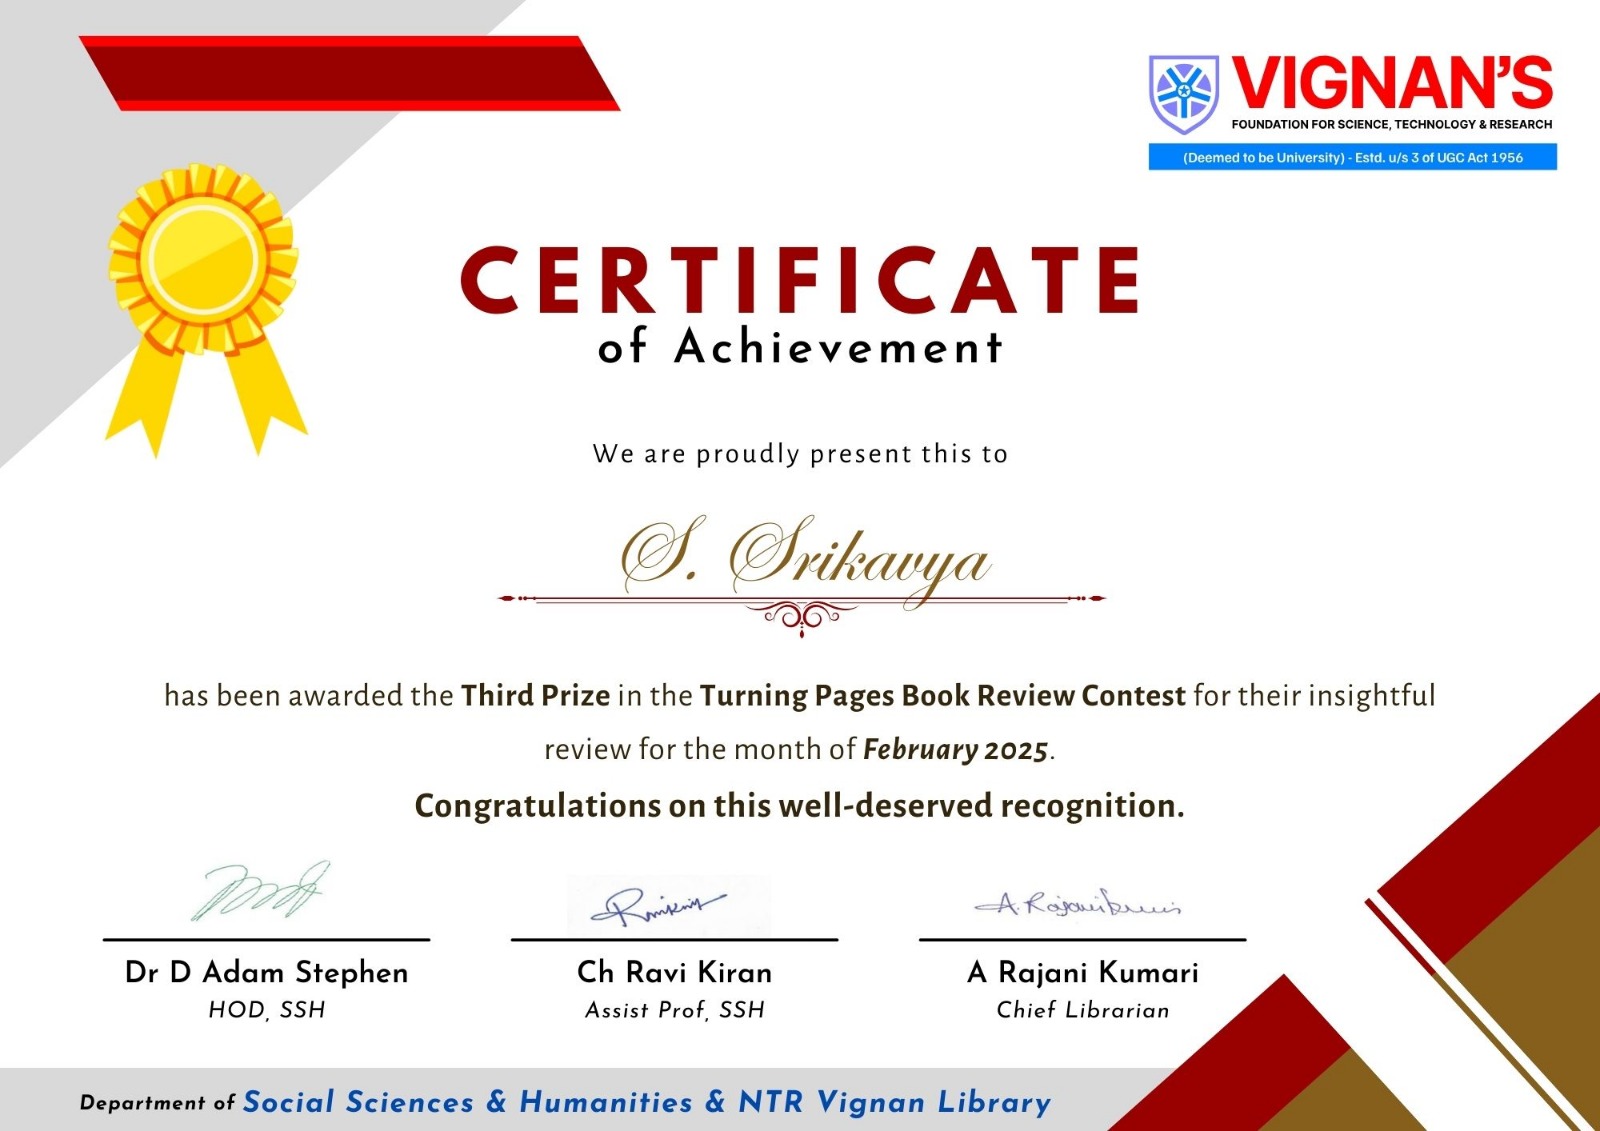 VIGNAN'S
FOUNDATION FOR SCIENCE, TECHNOLOGY & RESEARCH
(Deemed to be University) - Estd. u/s 3 of UGC Act 1956
CERTIFICATE
of Achievement
We are proudly present this to
S. Srikavya
has been awarded the Third Prize in the Turning Pages Book Review Contest for their insightful
review for the month of February 2025.
Congratulations on this well-deserved recognition.
A. Rajanikumari
Dr D Adam Stephen
HOD, SSH
Ch Ravi Kiran
Assist Prof, SSH
A Rajani Kumari
Chief Librarian
Department of Social Sciences & Humanities & NTR Vignan Library